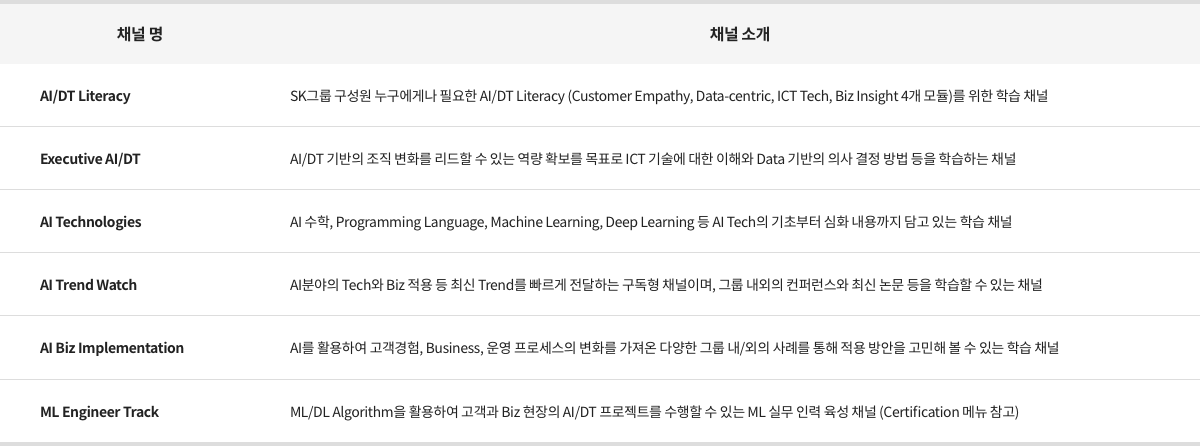 채널 명 채널 소개
AI/DT Literacy SK그룹 구성원 누구에게나 필요한 AI/DT Literacy (Customer Empathy, Data-centric, ICT Tech, Biz Insight 4개 모듈)를 위한 학습 채널
Executive AI/DT AI/DT 기반의 조직 변화를 리드할 수 있는 역량 확보를 목표로 ICT 기술에 대한 이해와 Data 기반의 의사 결정 방법 등을 학습하는 채널
AI Technologies AI 수학, Programming Language, Machine Learning, Deep Learning 등 AI Tech의 기초부터 심화 내용까지 담고 있는 학습 채널
AI Trend Watch AI분야의 Tech와 Biz 적용 등 최신 Trend를 빠르게 전달하는 구독형 채널이며, 그룹 내외의 컨퍼런스와 최신 논문 등을 학습할 수 있는 채널
AI Biz Implementation AI를 활용하여 고객경험, Business, 운영 프로세스의 변화를 가져온 다양한 그룹 내/외의 사례를 통해 적용 방안을 고민해 볼 수 있는 학습 채널
ML Engineer Track ML/DL Algorithm을 활용하여 고객과 Biz 현장의 AI/DT 프로젝트를 수행할 수 있는 ML 실무 인력 육성 채널 (Certification 메뉴 참고)